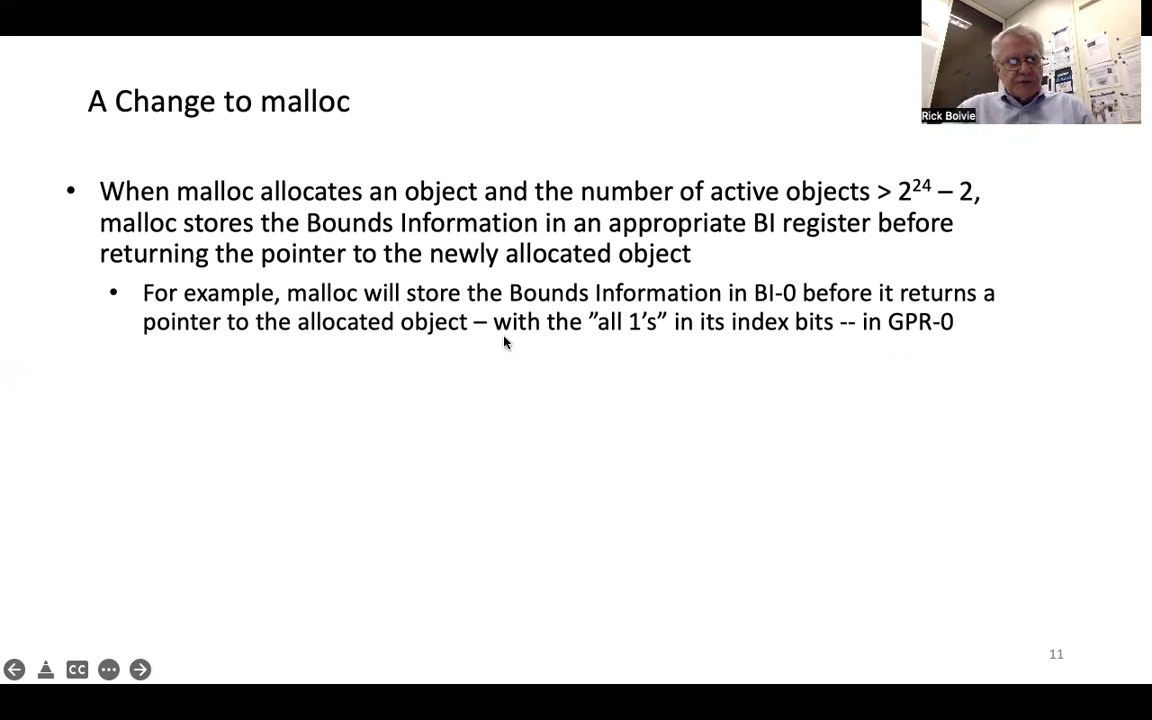 Rick Boivie
A Change to malloc
• When malloc allocates an object and the number of active objects > 2²⁴ – 2,
malloc stores the Bounds Information in an appropriate BI register before
returning the pointer to the newly allocated object
• For example, malloc will store the Bounds Information in BI-0 before it returns a
pointer to the allocated object – with the ”all 1’s” in its index bits -- in GPR-0
CC
11